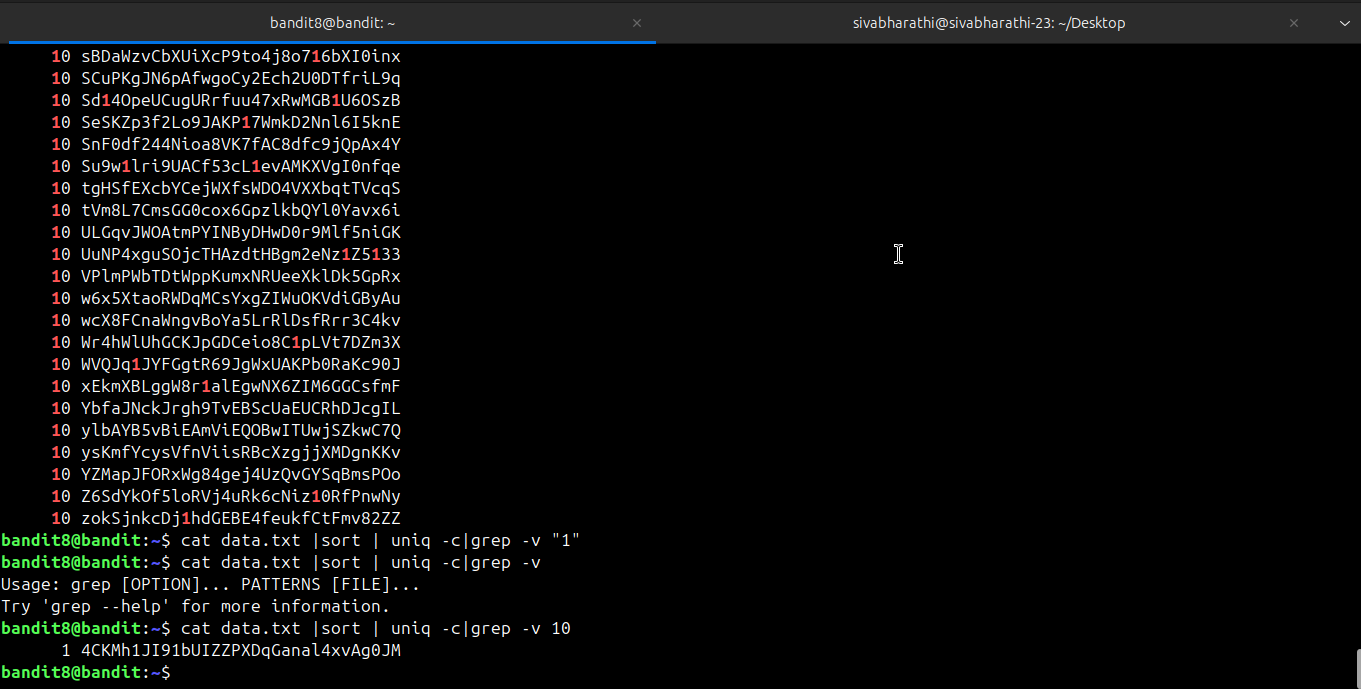 bandit8@bandit: ~
sivabharathi@sivabharathi-23: ~/Desktop
10 sBDaWzvCbXUiXcP9to4j8o716bXI0inx
10 SCuPKgJN6pAfwgoCy2Ech2U0DTfriL9q
10 Sd14OpeUCugURrfuu47xRwMGB1U6OSzB
10 SeSKZp3f2Lo9JAKP17WmkD2Nnl6I5knE
10 SnF0df244Nioa8VK7fAC8dfc9jQpAx4Y
10 Su9w1lri9UACf53cL1evAMKXVgI0nfqe
10 tgHSfEXcbYCejWXfsWDO4VXXbqtTVcqS
10 tVm8L7CmsGG0cox6GpzlkbQYl0Yavx6i
10 ULGqvJWOAtmPYINByDHwD0r9Mlf5niGK
10 UuNP4xguSOjcTHAzdtHBgm2eNz1Z5133
10 VPlmPWbTDtWppKumxNRUeeXklDk5GpRx
10 w6x5XtaoRWDqMCsYxgZIWuOKVdiGByAu
10 wcX8FCnaWngvBoYa5LrRlDsfRrr3C4kv
10 Wr4hWlUhGCKJpGDCeio8C1pLVt7DZm3X
10 WVQJq1JYFGgtR69JgWxUAKPb0RaKc90J
10 xEkmXBLggW8r1alEgwNX6ZIM6GGCsfmF
10 YbfaJNckJrgh9TvEBScUaEUCRhDJcgIL
10 ylbAYB5vBiEAmViEQOBwITUwjSZkwC7Q
10 ysKmfYcysVfnViisRBcXzgjjXMDgnKKv
10 YZMapJFORxWg84gej4UzQvGYSqBmsPOo
10 Z6SdYkOf5loRVj4uRk6cNiz10RfPnwNy
10 zokSjnkcDj1hdGEBE4feukfCtFmv82ZZ
bandit8@bandit:~$ cat data.txt |sort | uniq -c|grep -v "1"
bandit8@bandit:~$ cat data.txt |sort | uniq -c|grep -v
Usage: grep [OPTION]... PATTERNS [FILE]...
Try 'grep --help' for more information.
bandit8@bandit:~$ cat data.txt |sort | uniq -c|grep -v 10
1 4CKMh1JI91bUIZZPXDqGanal4xvAg0JM
bandit8@bandit:~$